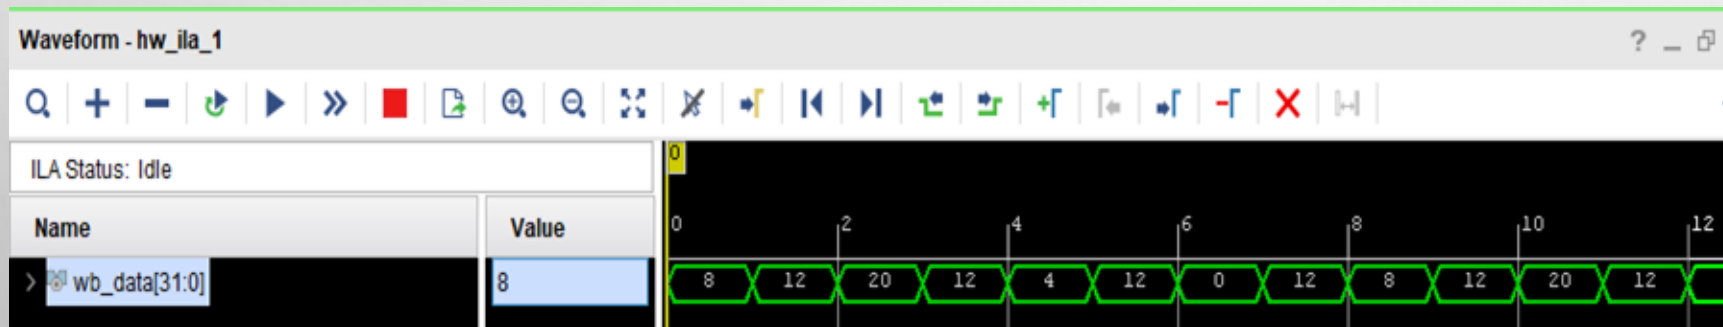 Waveform - hw_ila_1
?
ILA Status: Idle
0
Name Value
0 2 4 6 8 10 12
wb_data[31:0] 8 8 12 20 12 4 12 0 12 8 12 20 12